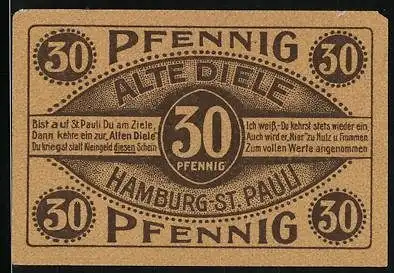 PFENNIG
30 30
ALTE DIELE
Bist auf St. Pauli Du am Ziele
Dann kehre ein zur „Alten Diele“
Du kriegst statt Kleingeld diesen Schein
30
PFENNIG
Ich weiß,- Du kehrst stets wieder ein,
Auch wird er, „hier“ zu Nutz u. Frommen
Zum vollen Werte angenommen
HAMBURG-ST. PAULI
30 30
PFENNIG